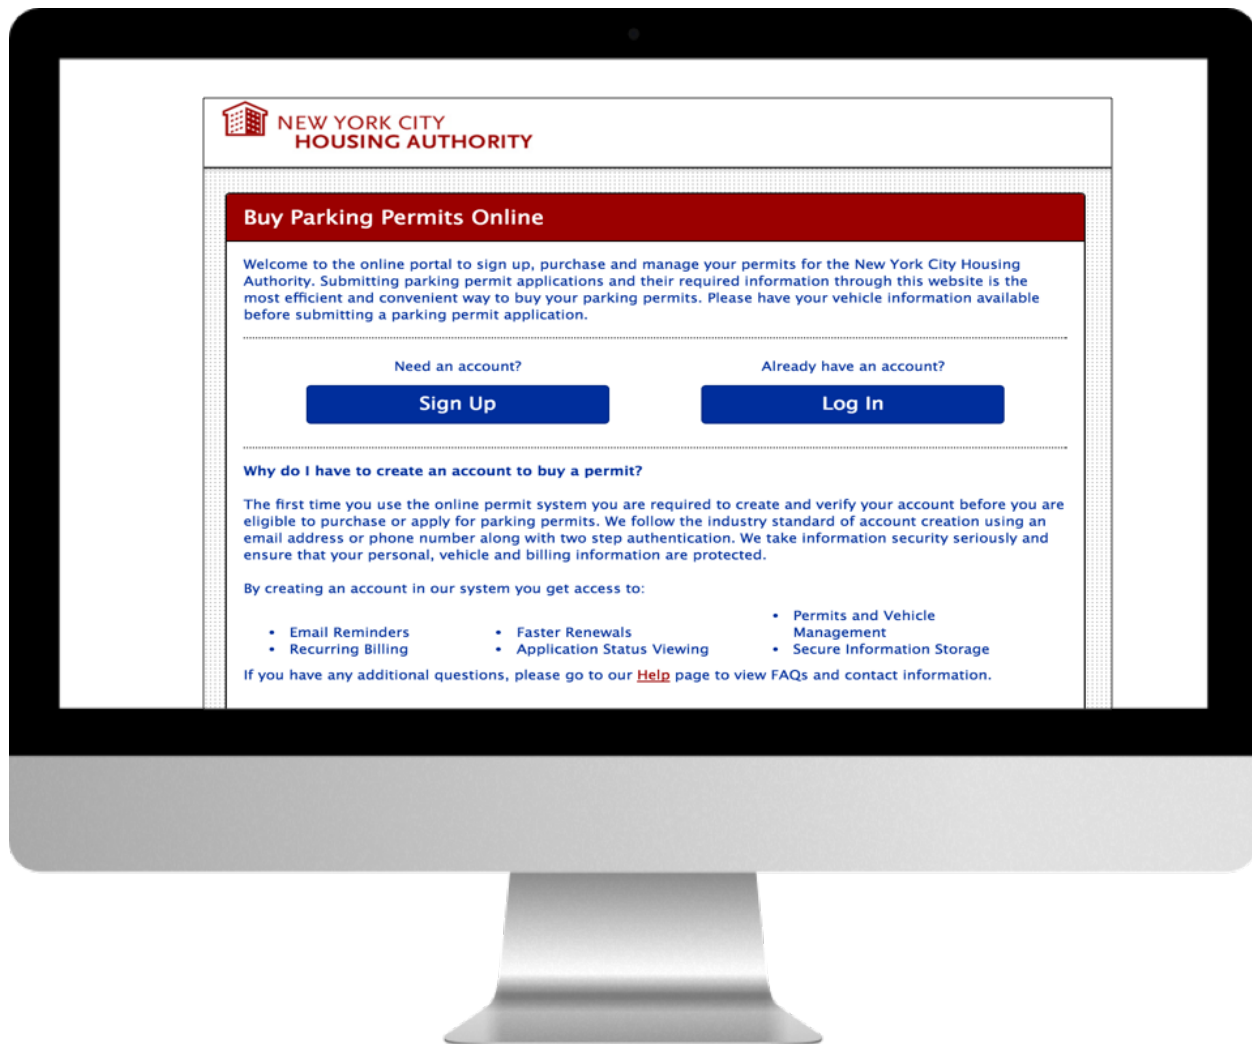 NEW YORK CITY
HOUSING AUTHORITY
Buy Parking Permits Online
Welcome to the online portal to sign up, purchase and manage your permits for the New York City Housing
Authority. Submitting parking permit applications and their required information through this website is the
most efficient and convenient way to buy your parking permits. Please have your vehicle information available
before submitting a parking permit application.
Need an account?
Sign Up
Already have an account?
Log In
Why do I have to create an account to buy a permit?
The first time you use the online permit system you are required to create and verify your account before you are
eligible to purchase or apply for parking permits. We follow the industry standard of account creation using an
email address or phone number along with two step authentication. We take information security seriously and
ensure that your personal, vehicle and billing information are protected.
By creating an account in our system you get access to:
• Email Reminders
• Recurring Billing
• Faster Renewals
• Application Status Viewing
• Permits and Vehicle
Management
• Secure Information Storage
If you have any additional questions, please go to our Help page to view FAQs and contact information.